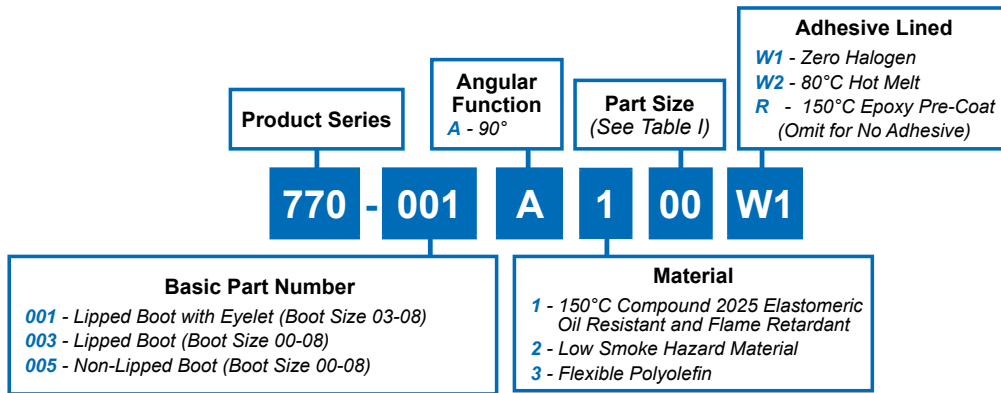 Adhesive Lined
W1 - Zero Halogen
W2 - 80°C Hot Melt
R - 150°C Epoxy Pre-Coat
(Omit for No Adhesive)
Angular
Function
A - 90°
Part Size
(See Table I)
Product Series
770 - 001 A 1 00 W1
Basic Part Number
001 - Lipped Boot with Eyelet (Boot Size 03-08)
003 - Lipped Boot (Boot Size 00-08)
005 - Non-Lipped Boot (Boot Size 00-08)
Material
1 - 150°C Compound 2025 Elastomeric
Oil Resistant and Flame Retardant
2 - Low Smoke Hazard Material
3 - Flexible Polyolefin